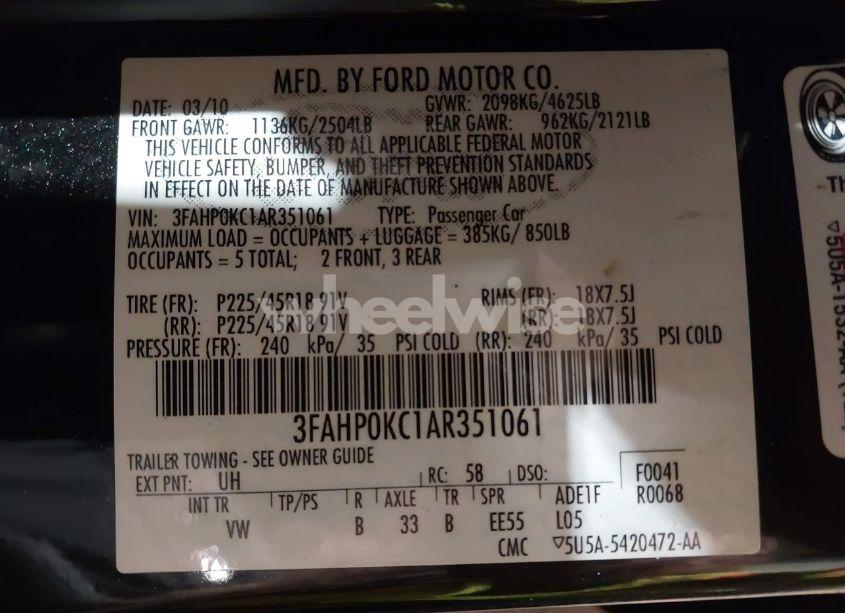 MFD. BY FORD MOTOR CO.
DATE: 03/10 GVWR: 2098KG/4625LB
FRONT GAWR: 1136KG/2504LB REAR GAWR: 962KG/2121LB
THIS VEHICLE CONFORMS TO ALL APPLICABLE FEDERAL MOTOR
VEHICLE SAFETY, BUMPER, AND THEFT PREVENTION STANDARDS
IN EFFECT ON THE DATE OF MANUFACTURE SHOWN ABOVE.
VIN: 3FAHP0KC1AR351061 TYPE: Passenger Car
MAXIMUM LOAD = OCCUPANTS + LUGGAGE = 385KG/ 850LB
OCCUPANTS = 5 TOTAL; 2 FRONT, 3 REAR
TIRE (FR): P225/45R18 91V RIMS (FR): 18X7.5J
(RR): P225/45R18 91V (RR): 18X7.5J
wheelwise
PRESSURE (FR): 240 kPa/ 35 PSI COLD (RR): 240 kPa/ 35 PSI COLD
3FAHP0KC1AR351061
TRAILER TOWING - SEE OWNER GUIDE
EXT PNT: UH RC: 58 DSO: F0041
INT TR TP/PS R AXLE TR SPR ADE1F R0068
VW B 33 B EE55 L05
CMC ▽5U5A-5420472-AA
Th